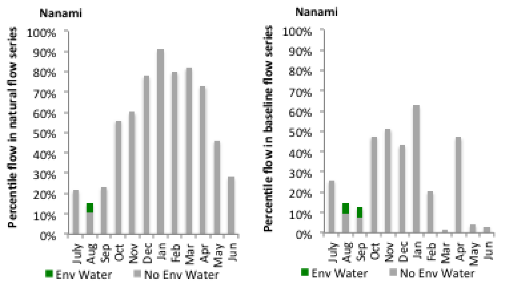 Nanami
Percentile flow in natural flow series
100%
90%
80%
70%
60%
50%
40%
30%
20%
10%
0%
July Aug Sep Oct Nov Dec Jan Feb Mar Apr May Jun
Env Water No Env Water
Nanami
Percentile flow in baseline flow series
100%
90%
80%
70%
60%
50%
40%
30%
20%
10%
0%
July Aug Sep Oct Nov Dec Jan Feb Mar Apr May Jun
Env Water No Env Water